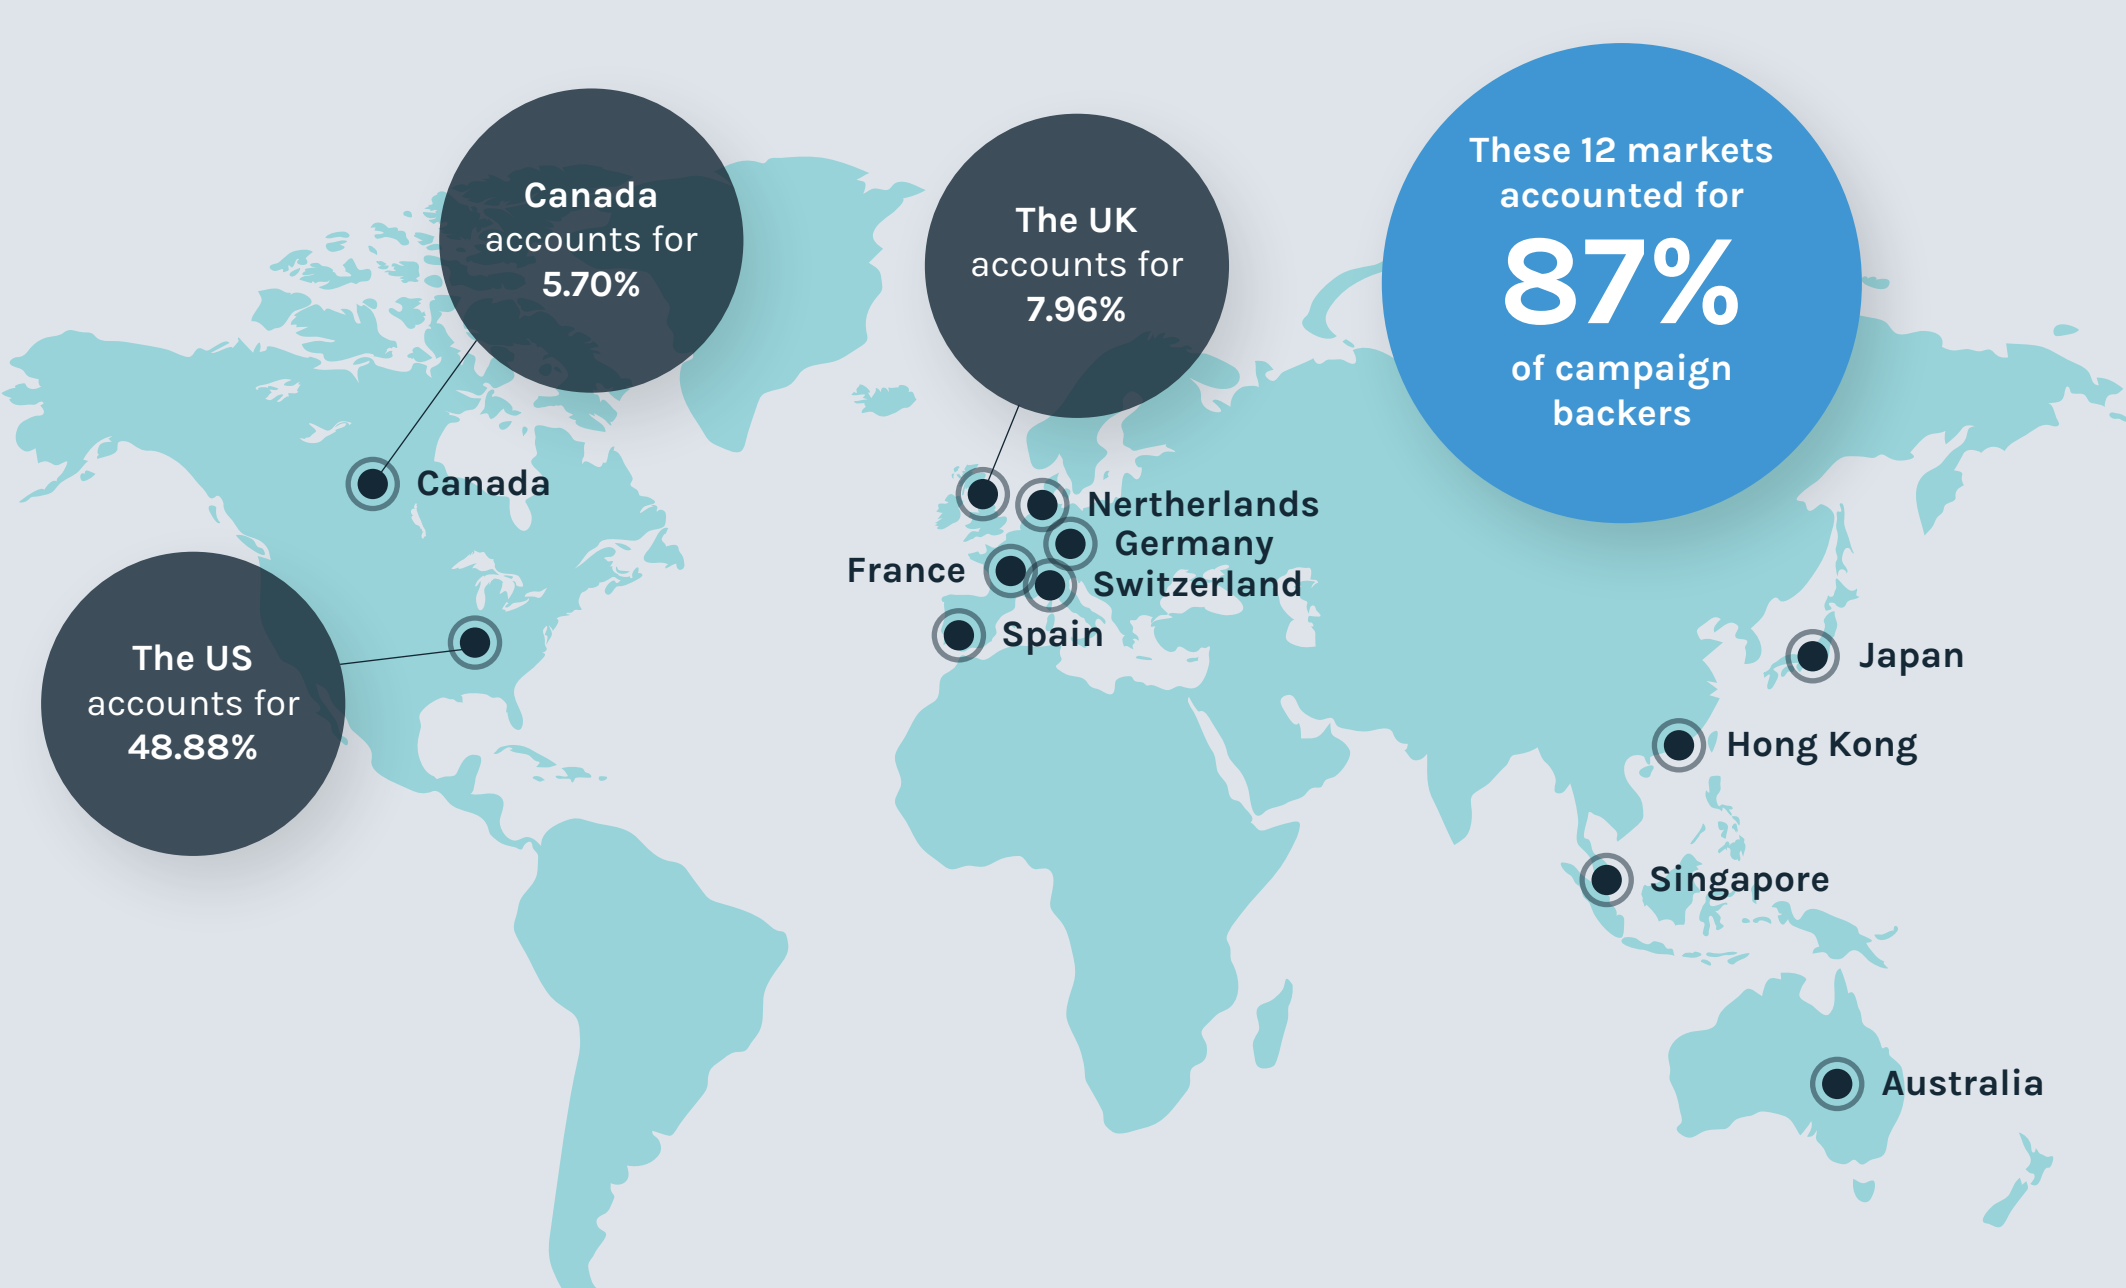 Canada
accounts for
5.70%
The UK
accounts for
7.96%
These 12 markets
accounted for
87%
of campaign
backers
Canada
The US
accounts for
48.88%
Nertherlands
Germany
France
Switzerland
Spain
Japan
Hong Kong
Singapore
Australia